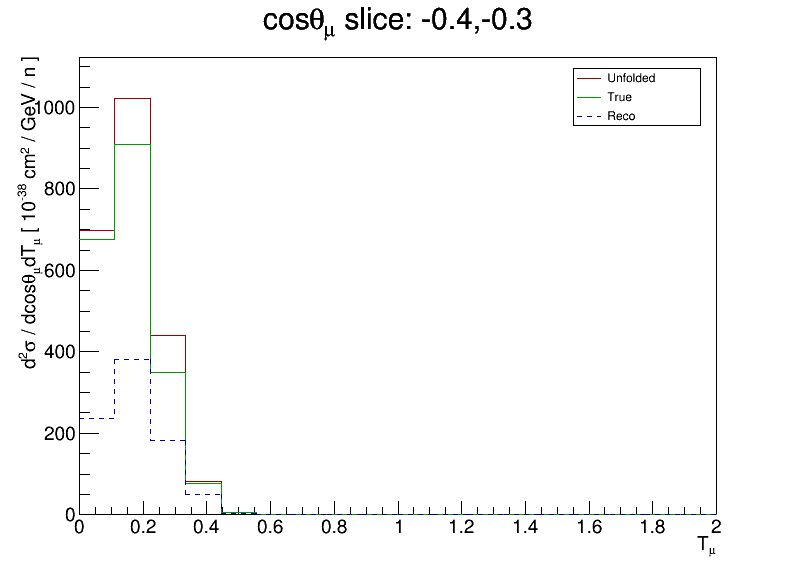 cosθμ slice: -0.4,-0.3
d²σ / dcosθμdTμ [ 10⁻³⁸ cm² / GeV / n ]
Unfolded
True
Reco
1000
800
600
400
200
0
0 0.2 0.4 0.6 0.8 1 1.2 1.4 1.6 1.8 2
Tμ